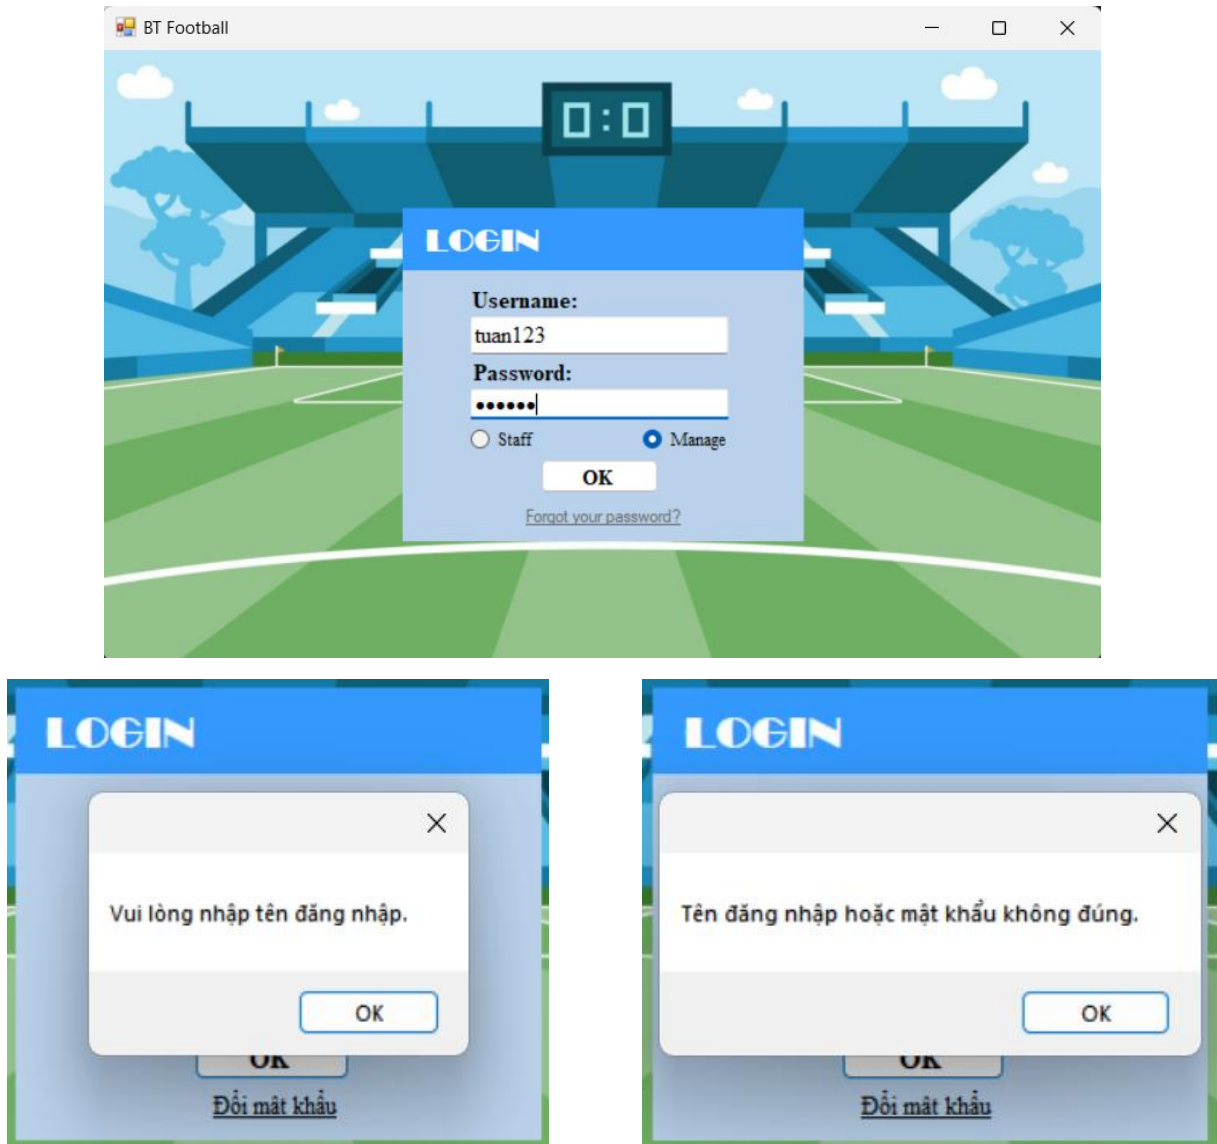 BT Football
0:0
LOGIN
Username:
tuan123
Password:
••••••
Staff
Manage
OK
Forgot your password?
LOGIN
Vui lòng nhập tên đăng nhập.
OK
OK
Đổi mật khẩu
LOGIN
Tên đăng nhập hoặc mật khẩu không đúng.
OK
OK
Đổi mật khẩu